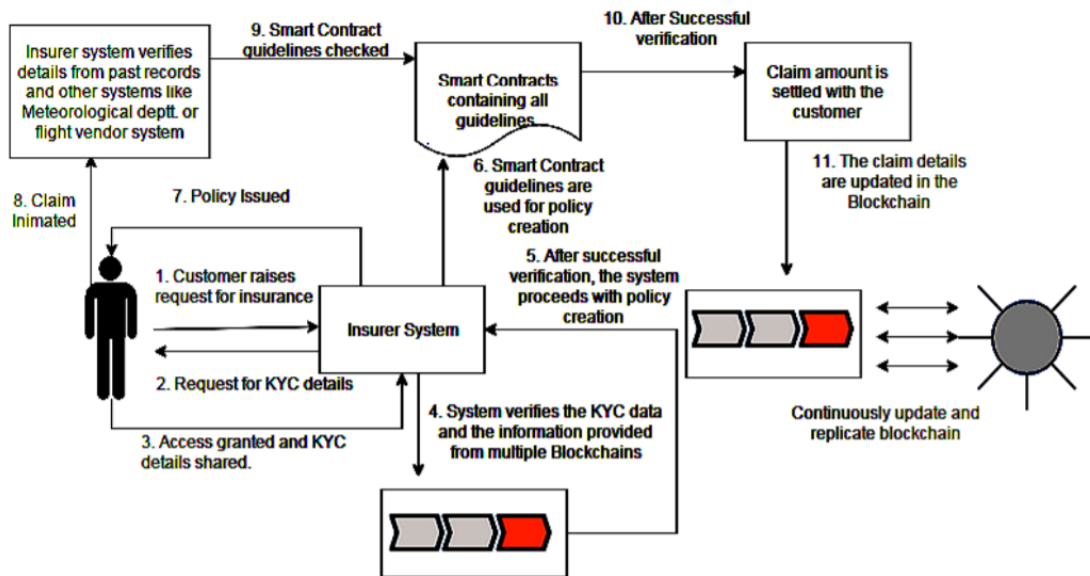 Insurer system verifies
details from past records
and other systems like
Meteorological deptt. or
flight vendor system
9. Smart Contract
guidelines checked
Smart Contracts
containing all
guidelines
10. After Successful
verification
Claim amount is
settled with the
customer
8. Claim
Inimated
7. Policy Issued
6. Smart Contract
guidelines are
used for policy
creation
11. The claim details
are updated in the
Blockchain
1. Customer raises
request for insurance
Insurer System
5. After successful
verification, the system
proceeds with policy
creation
2. Request for KYC details
3. Access granted and KYC
details shared.
4. System verifies the KYC data
and the information provided
from multiple Blockchains
Continuously update and
replicate blockchain